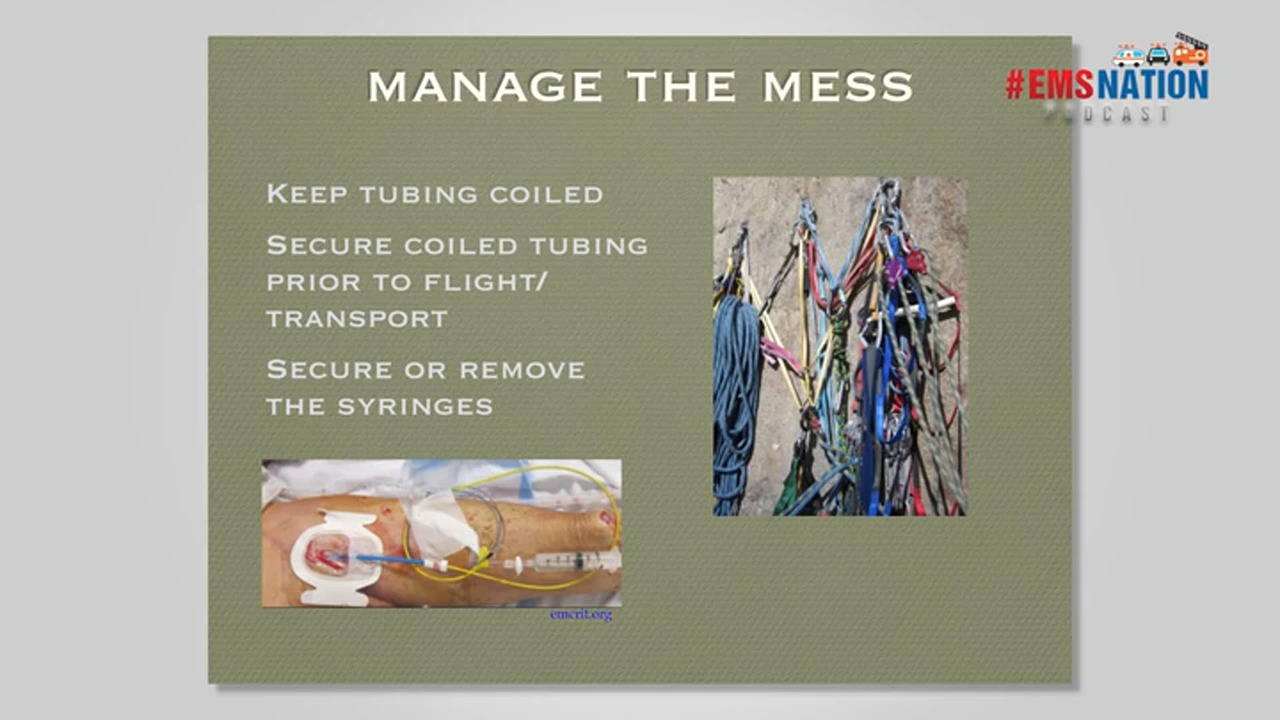 MANAGE THE MESS
#EMSNATION
PODCAST
KEEP TUBING COILED
SECURE COILED TUBING
PRIOR TO FLIGHT/
TRANSPORT
SECURE OR REMOVE
THE SYRINGES
emcrit.org